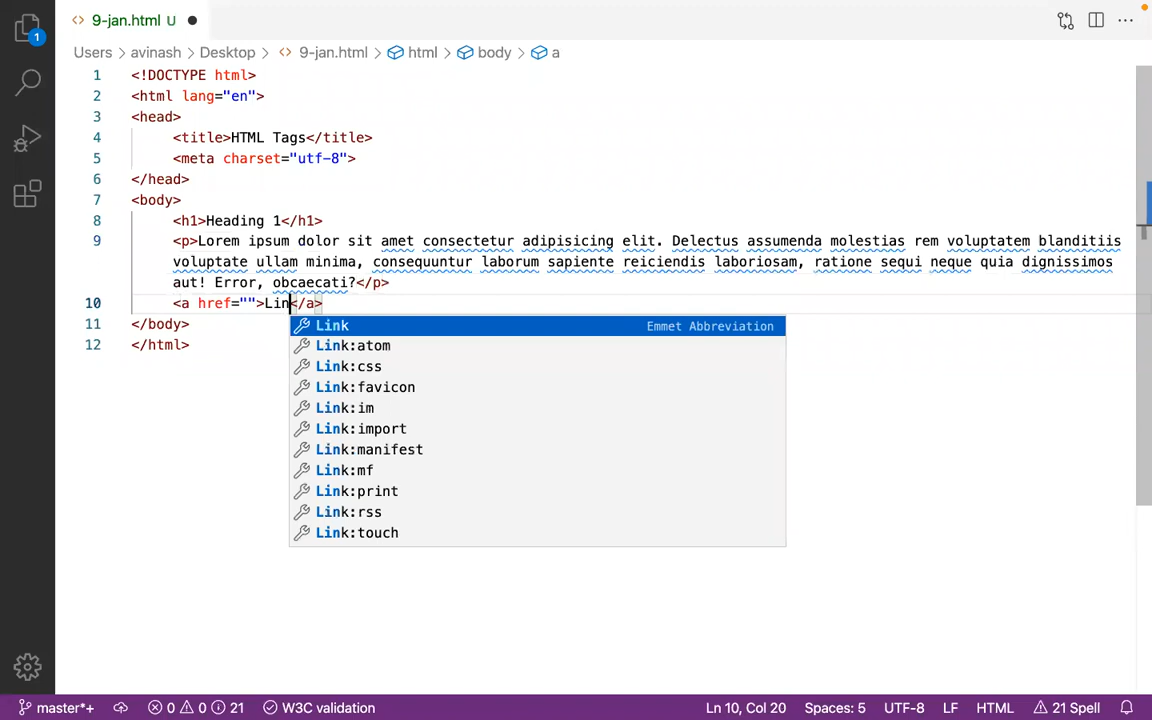 9-jan.html U
1
Users > avinash > Desktop > 9-jan.html > html > body > a
1 <!DOCTYPE html>
2 <html lang="en">
3 <head>
4 <title>HTML Tags</title>
5 <meta charset="utf-8">
6 </head>
7 <body>
8 <h1>Heading 1</h1>
9 <p>Lorem ipsum dolor sit amet consectetur adipisicing elit. Delectus assumenda molestias rem voluptatem blanditiis
voluptate ullam minima, consequuntur laborum sapiente reiciendis laboriosam, ratione sequi neque quia dignissimos
aut! Error, obcaecati?</p>
10 <a href="">Lin</a>
11 </body>
12 </html>
Link Emmet Abbreviation
Link:atom
Link:css
Link:favicon
Link:im
Link:import
Link:manifest
Link:mf
Link:print
Link:rss
Link:touch
master*+ 0 0 21 W3C validation Ln 10, Col 20 Spaces: 5 UTF-8 LF HTML 21 Spell